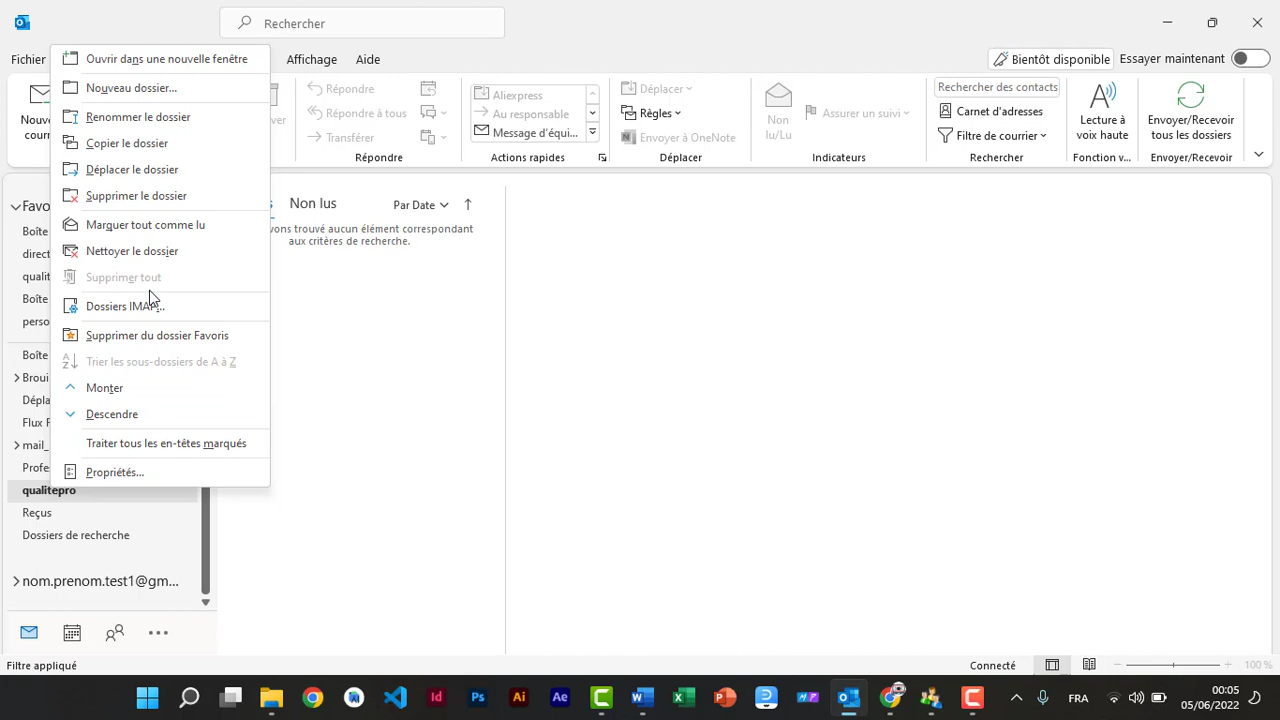 Rechercher
Fichier
Affichage
Aide
Bientôt disponible
Essayer maintenant
Ouvrir dans une nouvelle fenêtre
Nouveau dossier...
Renommer le dossier
Copier le dossier
Déplacer le dossier
Supprimer le dossier
Marquer tout comme lu
Nettoyer le dossier
Supprimer tout
Dossiers IMAP...
Supprimer du dossier Favoris
Trier les sous-dossiers de A à Z
Monter
Descendre
Traiter tous les en-têtes marqués
Propriétés...
Répondre
Répondre à tous
Transférer
Répondre
Aliexpress
Au responsable
Message d'équi...
Actions rapides
Déplacer
Règles
Envoyer à OneNote
Déplacer
Non
lu/Lu
Assurer un suivi
Indicateurs
Rechercher des contacts
Carnet d'adresses
Filtre de courrier
Rechercher
Lecture à
voix haute
Fonction v...
Envoyer/Recevoir
tous les dossiers
Envoyer/Recevoir
Non lus
Par Date
trouvé aucun élément correspondant
aux critères de recherche.
qualitepro
Reçus
Dossiers de recherche
nom.prenom.test1@gm...
Filtre appliqué
Connecté
100 %
FRA
00:05
05/06/2022